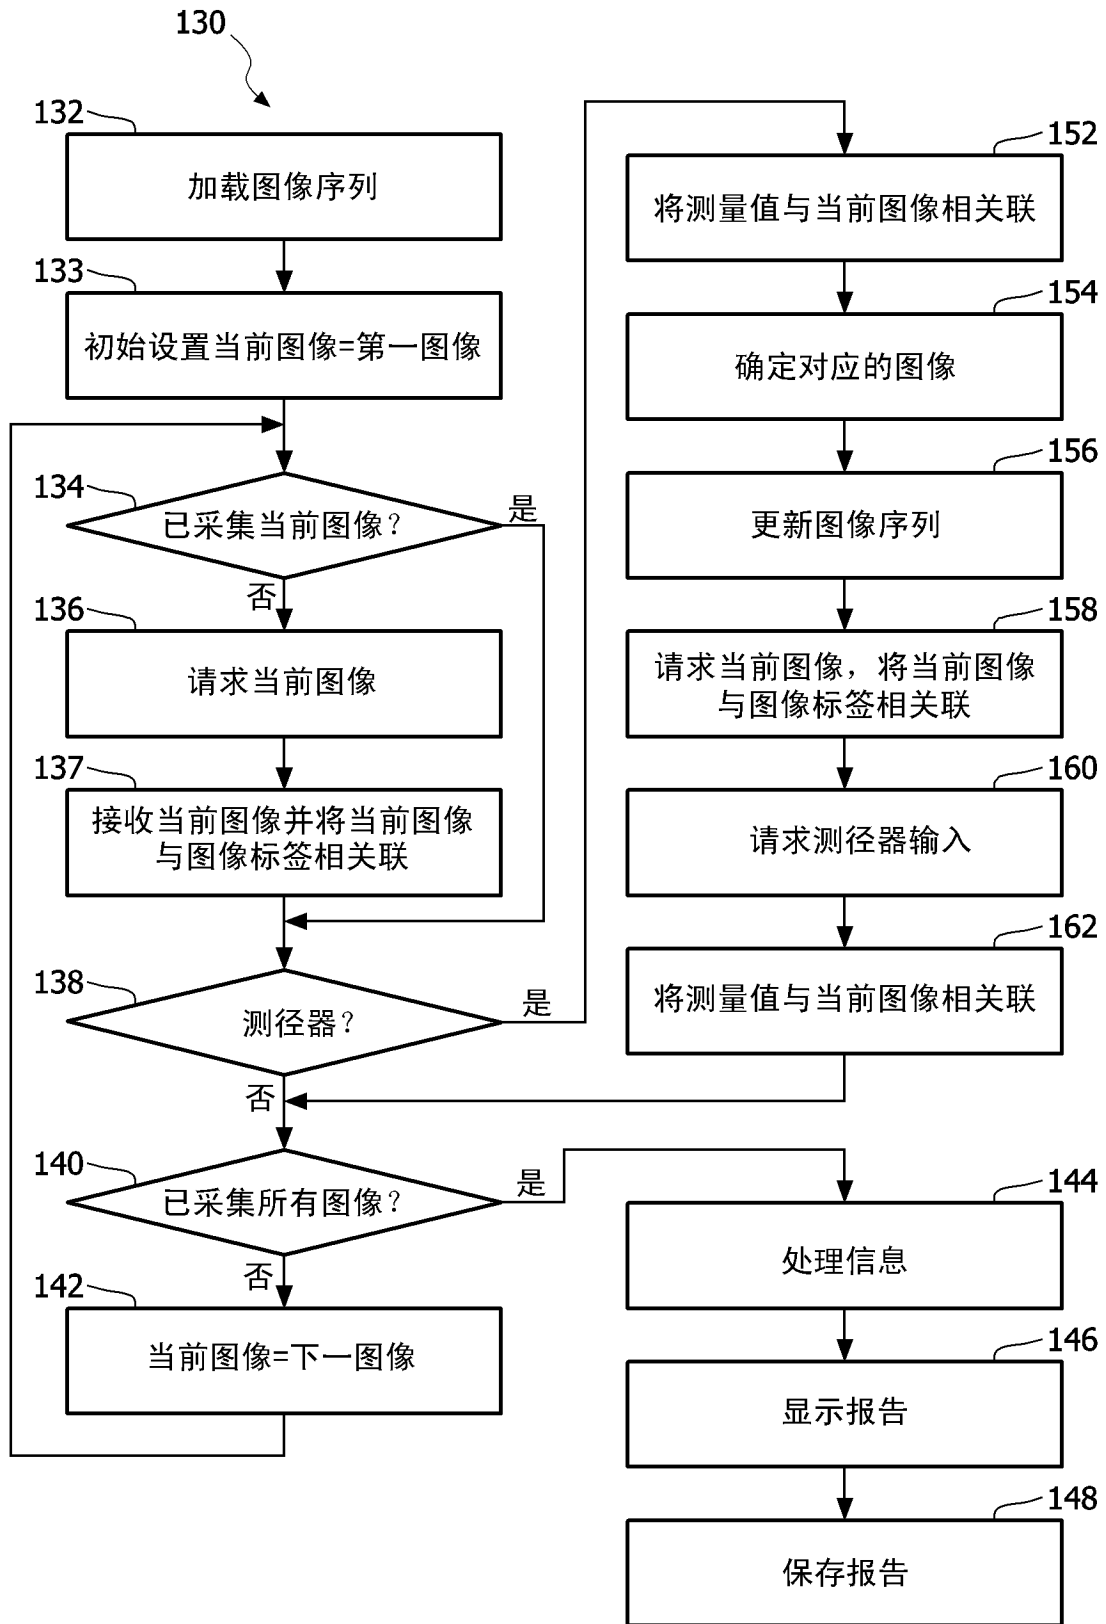 130
132
加载图像序列
133
初始设置当前图像=第一图像
134
已采集当前图像？
是
否
136
请求当前图像
137
接收当前图像并将当前图像
与图像标签相关联
138
测径器？
是
否
140
已采集所有图像？
是
否
142
当前图像=下一图像
152
将测量值与当前图像相关联
154
确定对应的图像
156
更新图像序列
158
请求当前图像，将当前图像
与图像标签相关联
160
请求测径器输入
162
将测量值与当前图像相关联
144
处理信息
146
显示报告
148
保存报告